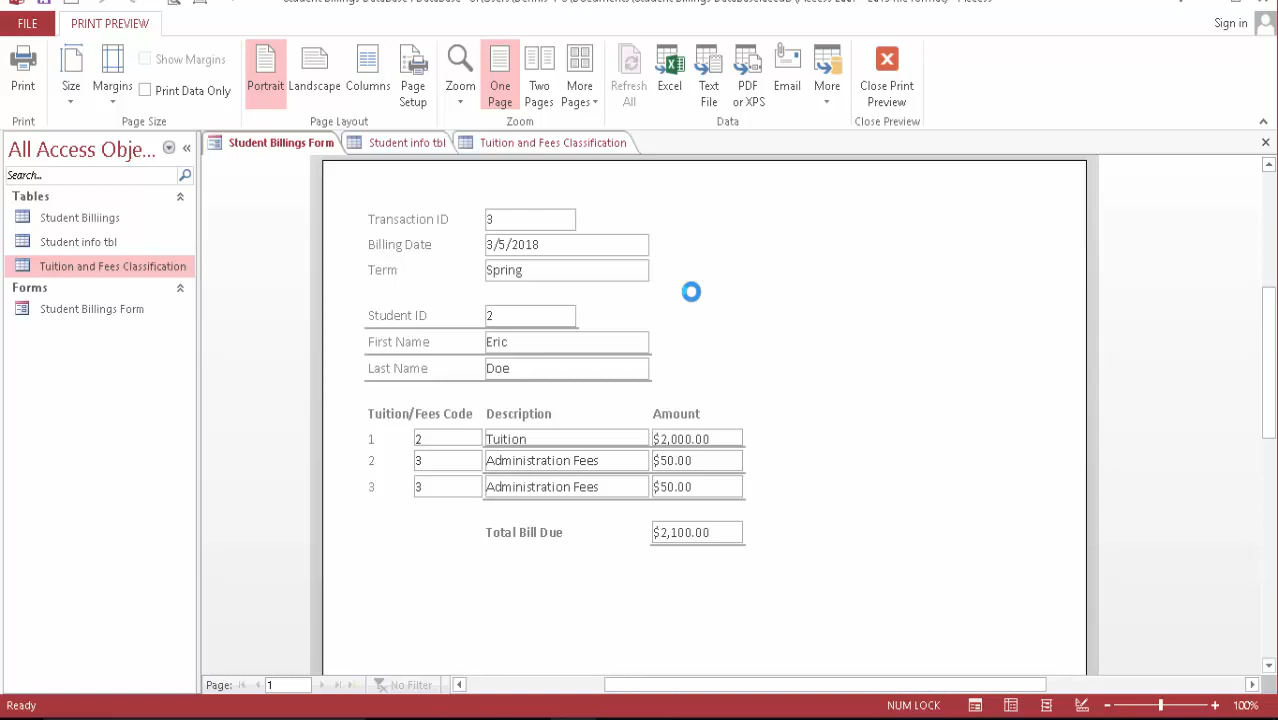 FILE PRINT PREVIEW Sign in
Print Size Margins Show Margins Print Data Only Portrait Landscape Columns Page Setup Zoom One Page Two Pages More Pages Refresh All Excel Text File PDF or XPS Email More Close Print Preview
Print Page Size Page Layout Zoom Data Close Preview
All Access Obje... Student Billings Form Student info tbl Tuition and Fees Classification
Search...
Tables
Student Billiings
Student info tbl
Tuition and Fees Classification
Forms
Student Billings Form
Transaction ID 3
Billing Date 3/5/2018
Term Spring
Student ID 2
First Name Eric
Last Name Doe
Tuition/Fees Code Description Amount
1 2 Tuition $2,000.00
2 3 Administration Fees $50.00
3 3 Administration Fees $50.00
Total Bill Due $2,100.00
Page: 1 No Filter
Ready NUM LOCK 100%